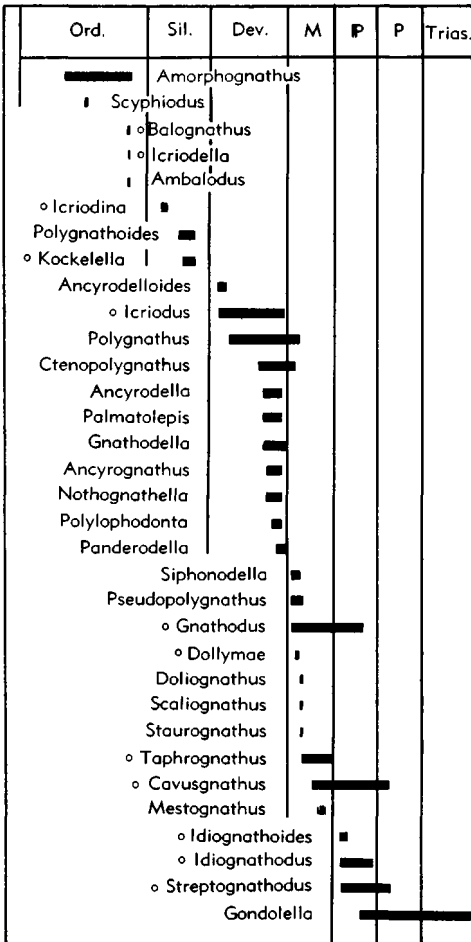 Ord. Sil. Dev. M IP P Trias.
Amorphognathus
Scyphiodus
○ Balognathus
○ Icriodella
Ambalodus
○ Icriodina
Polygnathoides
○ Kockelella
Ancyrodelloides
○ Icriodus
Polygnathus
Ctenopolygnathus
Ancyrodella
Palmatolepis
Gnathodella
Ancyrognathus
Nothognathella
Polylophodonta
Panderodella
Siphonodella
Pseudopolygnathus
○ Gnathodus
○ Dollymae
Doliognathus
Scaliognathus
Staurognathus
○ Taphrognathus
○ Cavusgnathus
Mestognathus
○ Idiognathoides
○ Idiognathodus
○ Streptognathodus
Gondolella